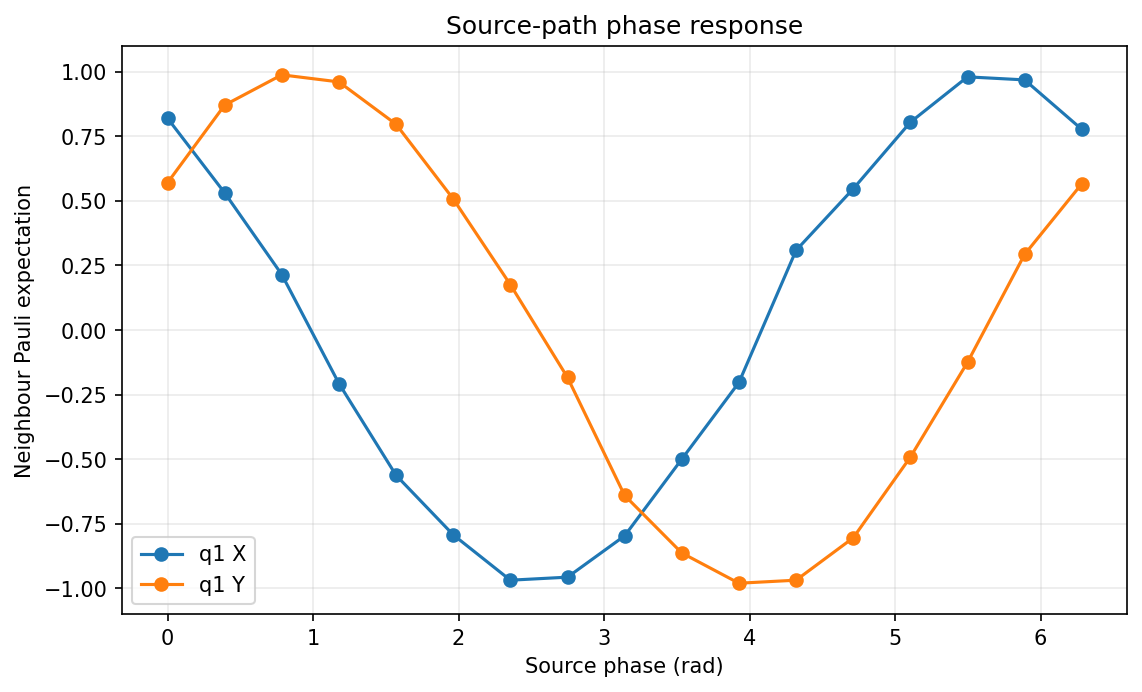 Source-path phase response
Neighbour Pauli expectation
1.00
0.75
0.50
0.25
0.00
−0.25
−0.50
−0.75
−1.00
q1 X
q1 Y
0 1 2 3 4 5 6
Source phase (rad)